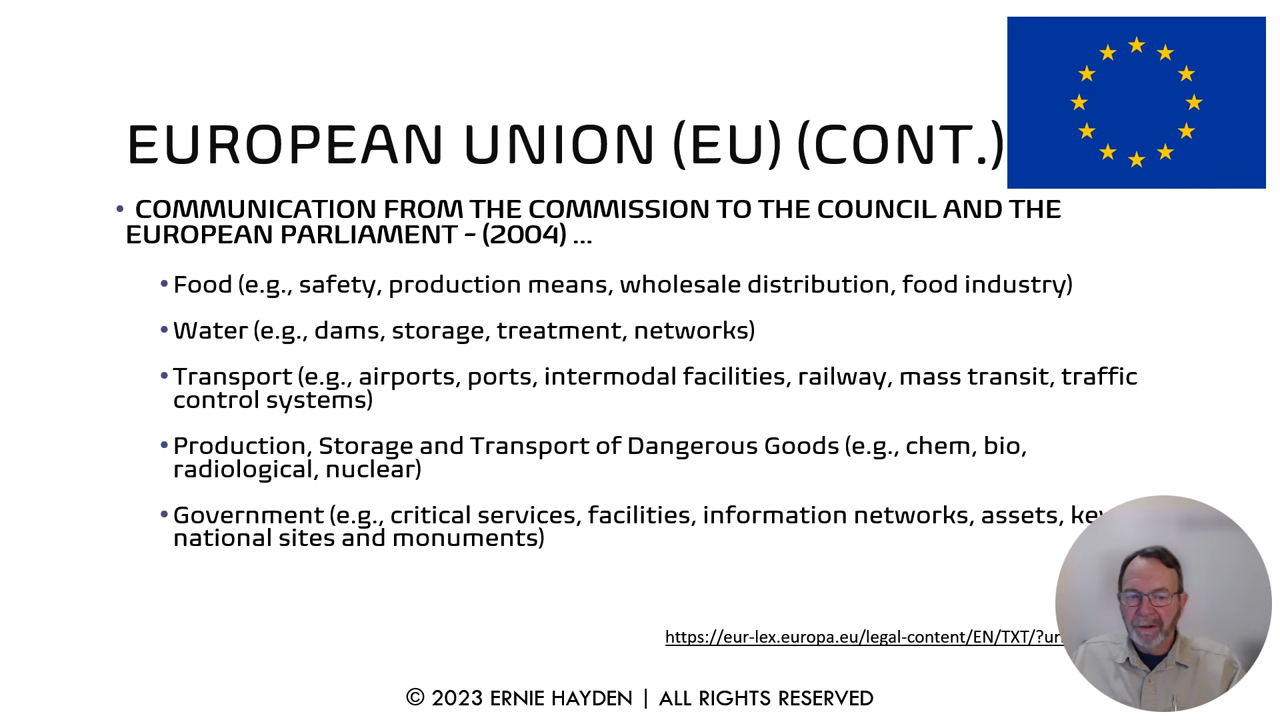 EUROPEAN UNION (EU) (CONT.)
• COMMUNICATION FROM THE COMMISSION TO THE COUNCIL AND THE
EUROPEAN PARLIAMENT – (2004) ...
• Food (e.g., safety, production means, wholesale distribution, food industry)
• Water (e.g., dams, storage, treatment, networks)
• Transport (e.g., airports, ports, intermodal facilities, railway, mass transit, traffic
control systems)
• Production, Storage and Transport of Dangerous Goods (e.g., chem, bio,
radiological, nuclear)
• Government (e.g., critical services, facilities, information networks, assets, key
national sites and monuments)
https://eur-lex.europa.eu/legal-content/EN/TXT/?uri
© 2023 ERNIE HAYDEN | ALL RIGHTS RESERVED